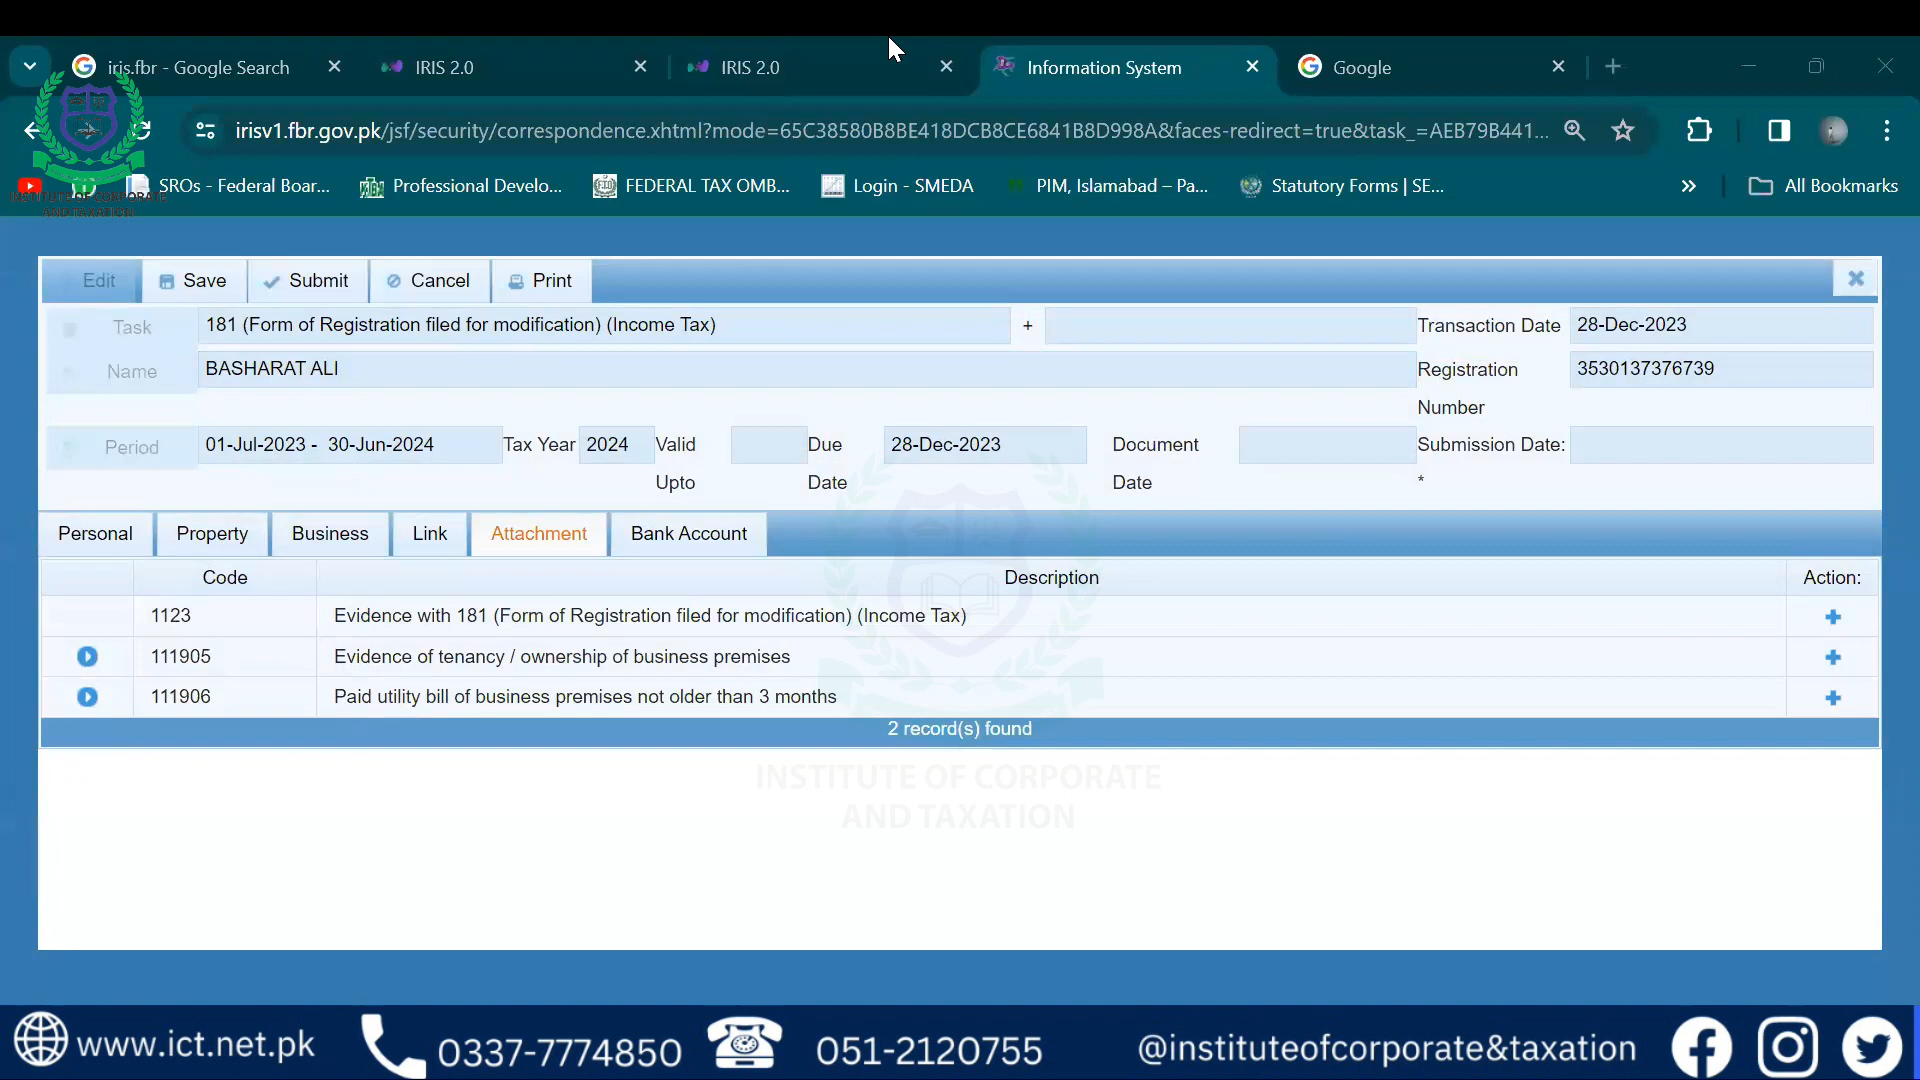 iris.fbr - Google Search
IRIS 2.0
IRIS 2.0
Information System
Google
irisv1.fbr.gov.pk/jsf/security/correspondence.xhtml?mode=65C38580B8BE418DCB8CE6841B8D998A&faces-redirect=true&task_=AEB79B441...
SROs - Federal Boar...
Professional Develo...
FEDERAL TAX OMB...
Login - SMEDA
PIM, Islamabad – Pa...
Statutory Forms | SE...
»
All Bookmarks
INSTITUTE OF CORPORATE
AND TAXATION
Edit Save Submit Cancel Print
Task 181 (Form of Registration filed for modification) (Income Tax) + Transaction Date 28-Dec-2023
Name BASHARAT ALI Registration Number 3530137376739
Period 01-Jul-2023 - 30-Jun-2024 Tax Year 2024 Valid Upto Due Date 28-Dec-2023 Document Date Submission Date: *
Personal Property Business Link Attachment Bank Account
Code Description Action:
1123 Evidence with 181 (Form of Registration filed for modification) (Income Tax)
111905 Evidence of tenancy / ownership of business premises
111906 Paid utility bill of business premises not older than 3 months
2 record(s) found
INSTITUTE OF CORPORATE
AND TAXATION
www.ict.net.pk 0337-7774850 051-2120755 @instituteofcorporate&taxation